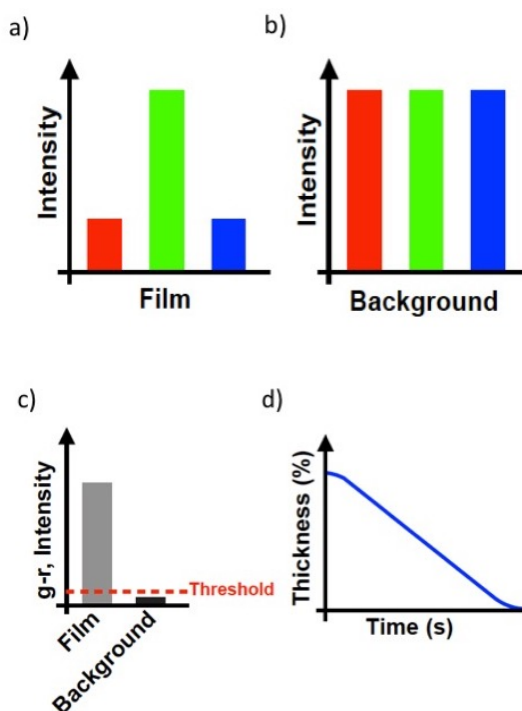 a)
Intensity
Film
b)
Intensity
Background
c)
g-r, Intensity
Threshold
Film
Background
d)
Thickness (%)
Time (s)